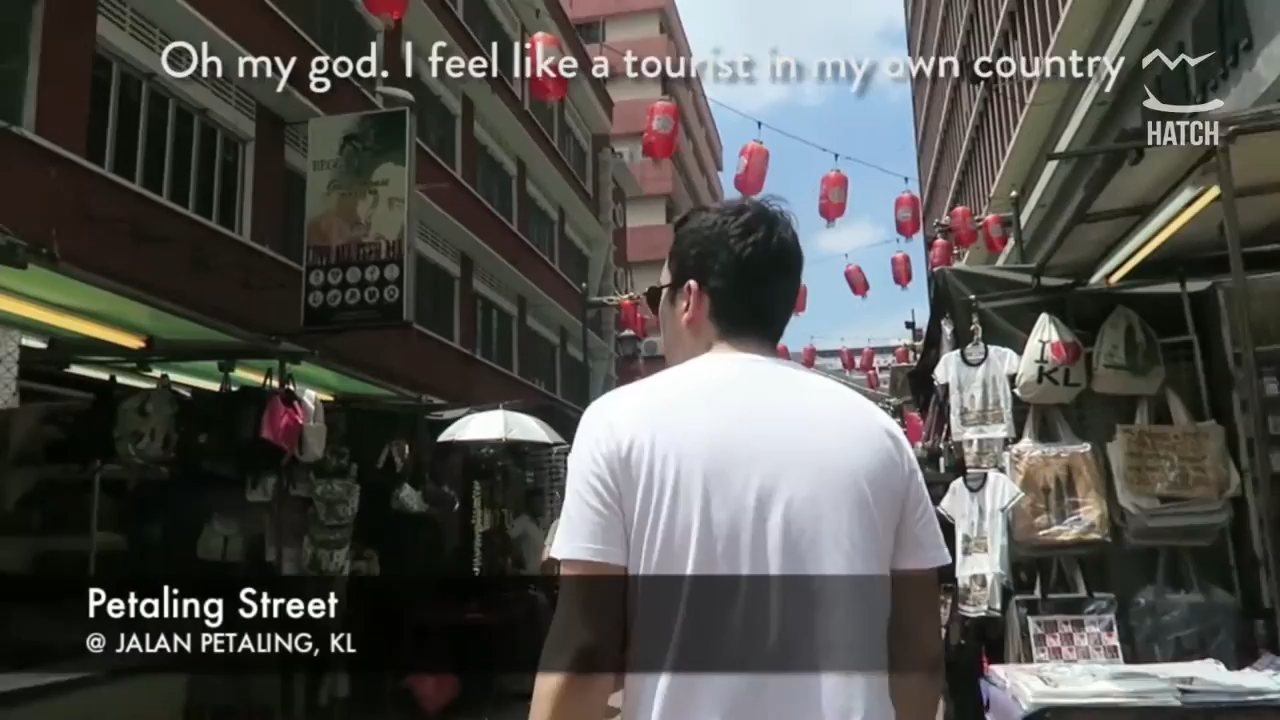 Oh my god. I feel like a tourist in my own country
HATCH
I
KL
Petaling Street
@ JALAN PETALING, KL